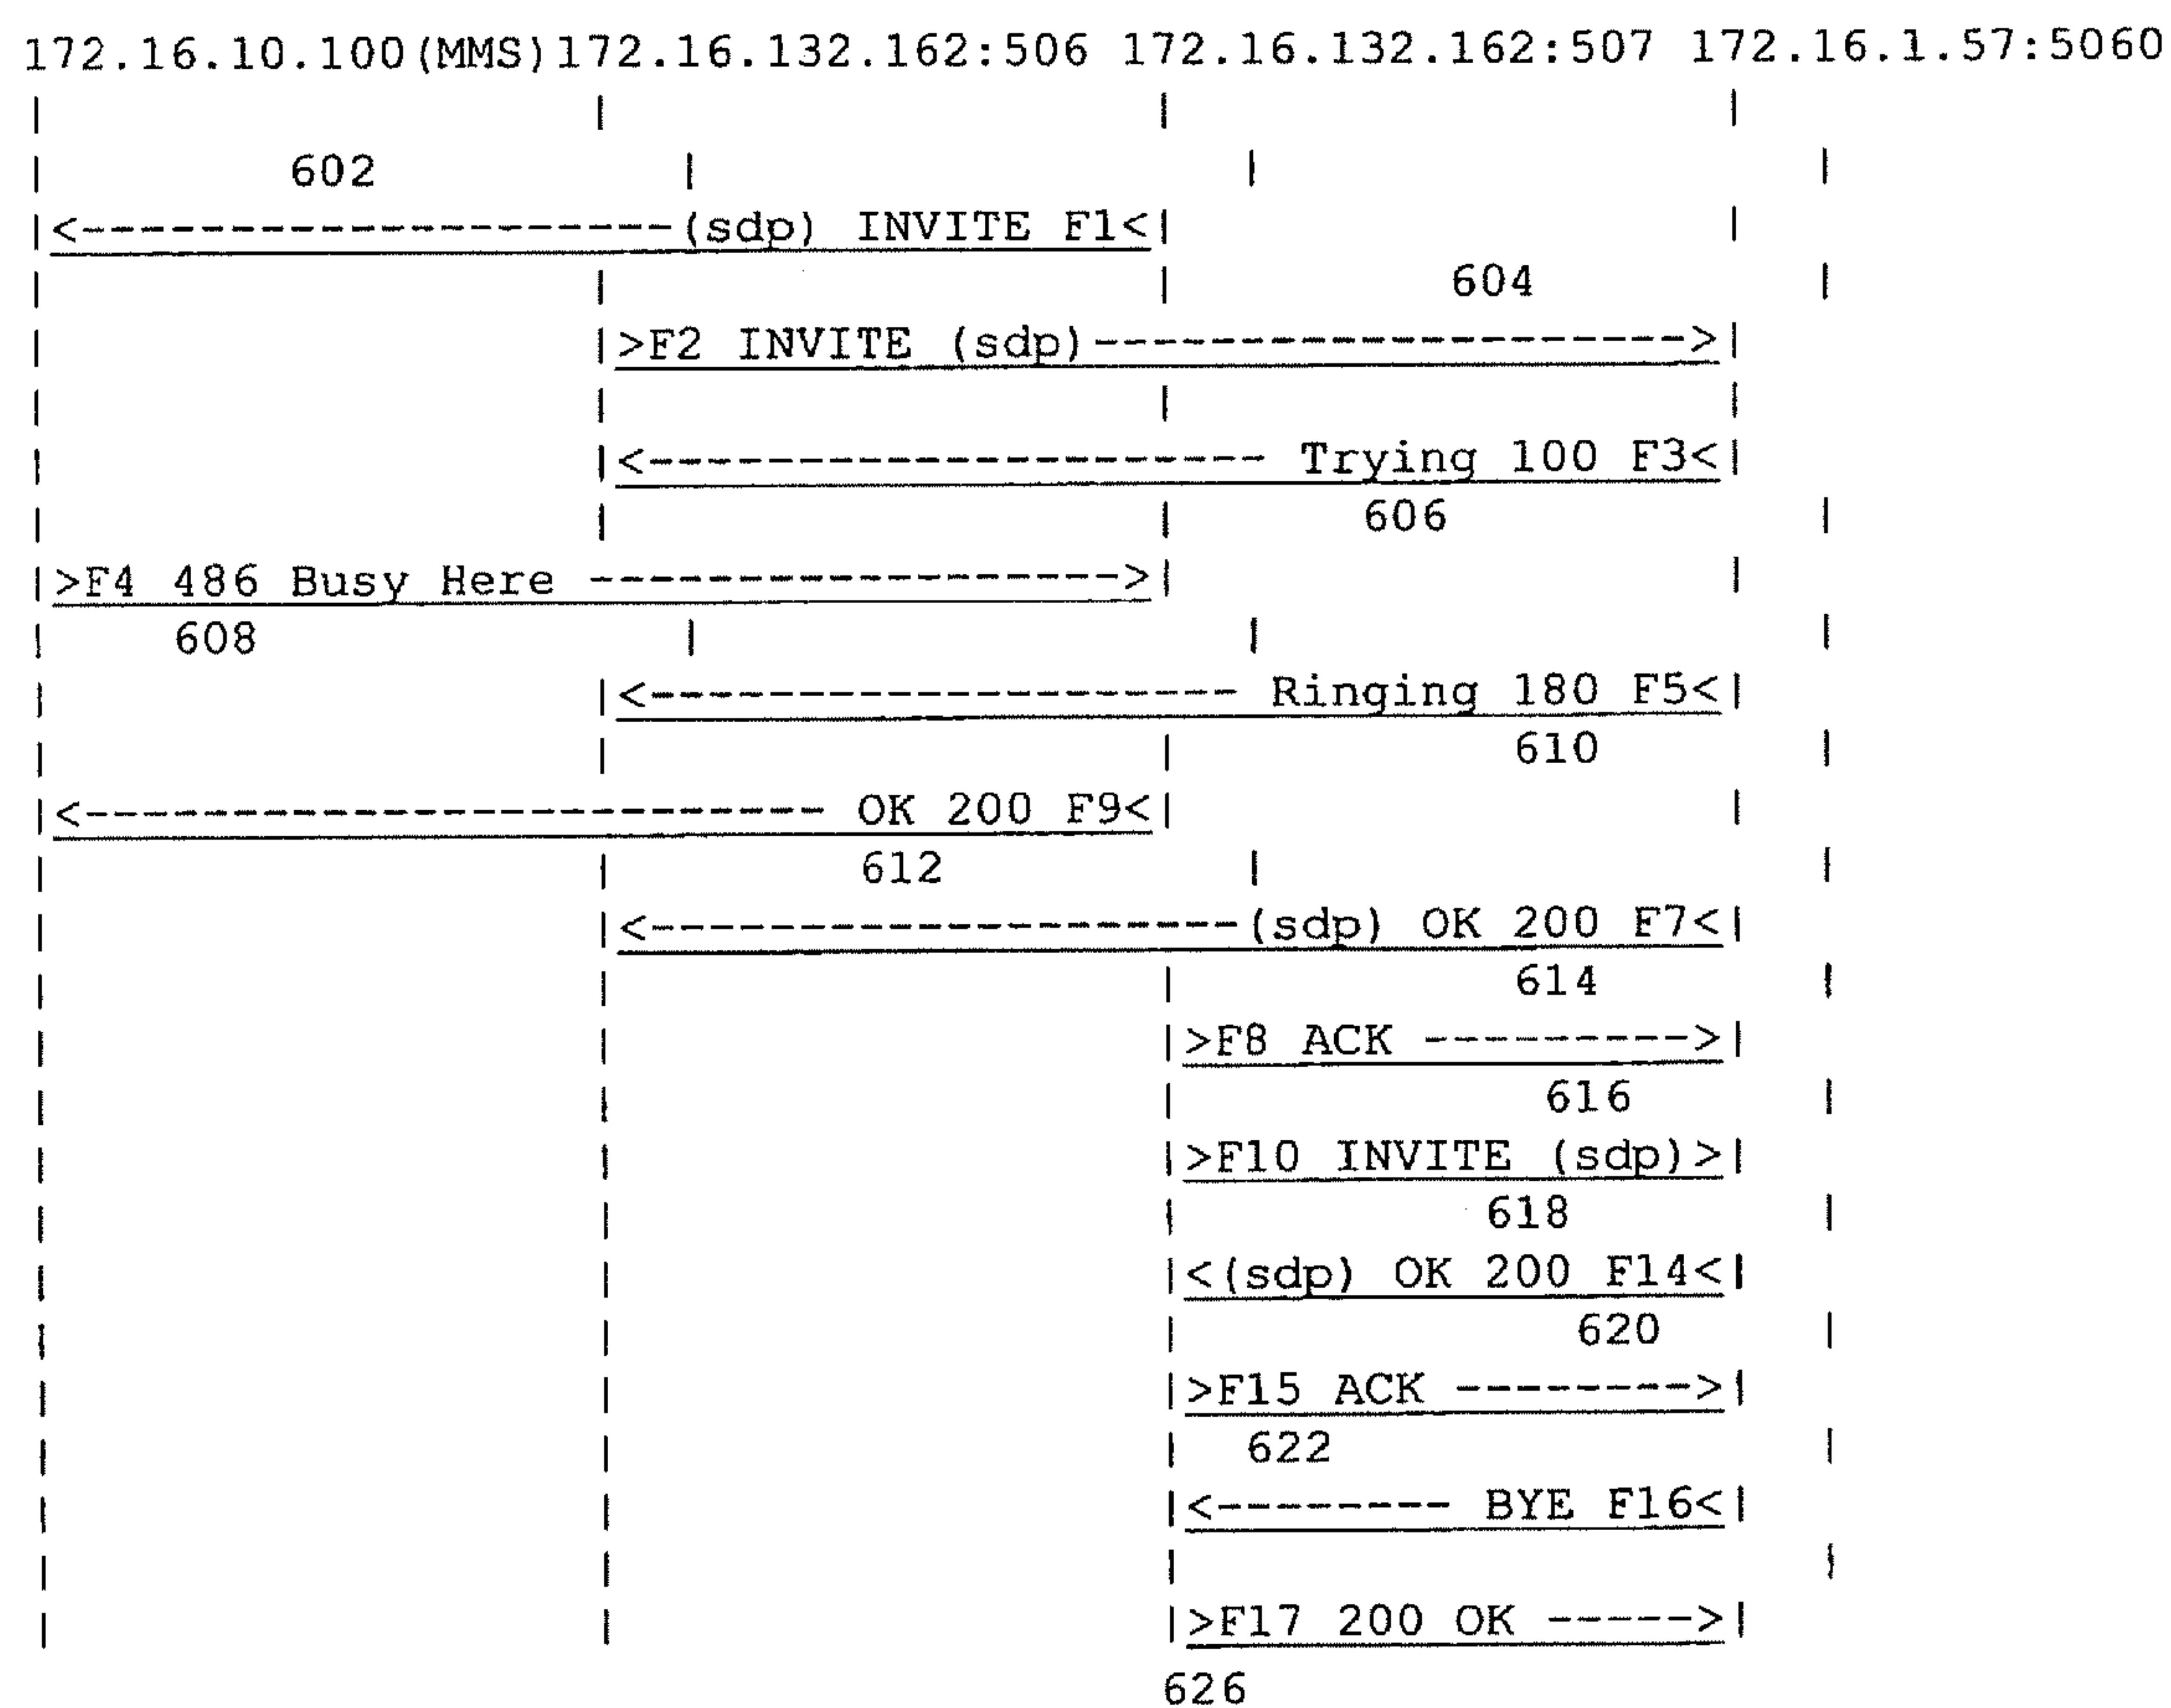 172.16.10.100(MMS)172.16.132.162:506 172.16.132.162:507 172.16.1.57:5060
602
<--------------------(sdp) INVITE F1<
604
>F2 INVITE (sdp)-------------------->
<--------------------- Trying 100 F3<
606
>F4 486 Busy Here ------------------>
608
<-------------------- Ringing 180 F5<
610
<------------------------- OK 200 F9<
612
<--------------------(sdp) OK 200 F7<
614
>F8 ACK --------->
616
>F10 INVITE (sdp)>
618
<(sdp) OK 200 F14<
620
>F15 ACK -------->
622
<-------- BYE F16<
>F17 200 OK ----->
626